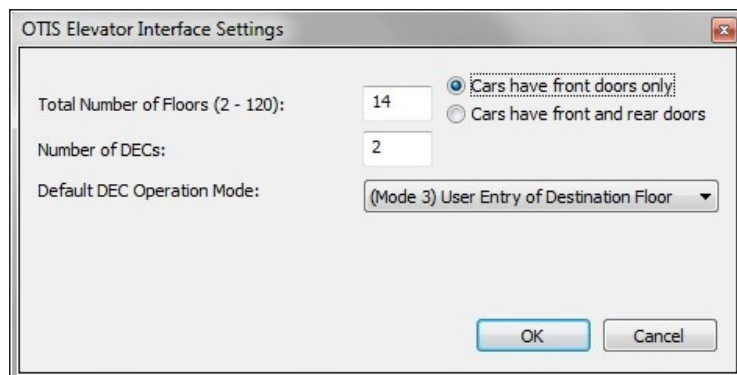 OTIS Elevator Interface Settings
Total Number of Floors (2 - 120):
14
Cars have front doors only
Cars have front and rear doors
Number of DECs:
2
Default DEC Operation Mode:
(Mode 3) User Entry of Destination Floor
OK
Cancel